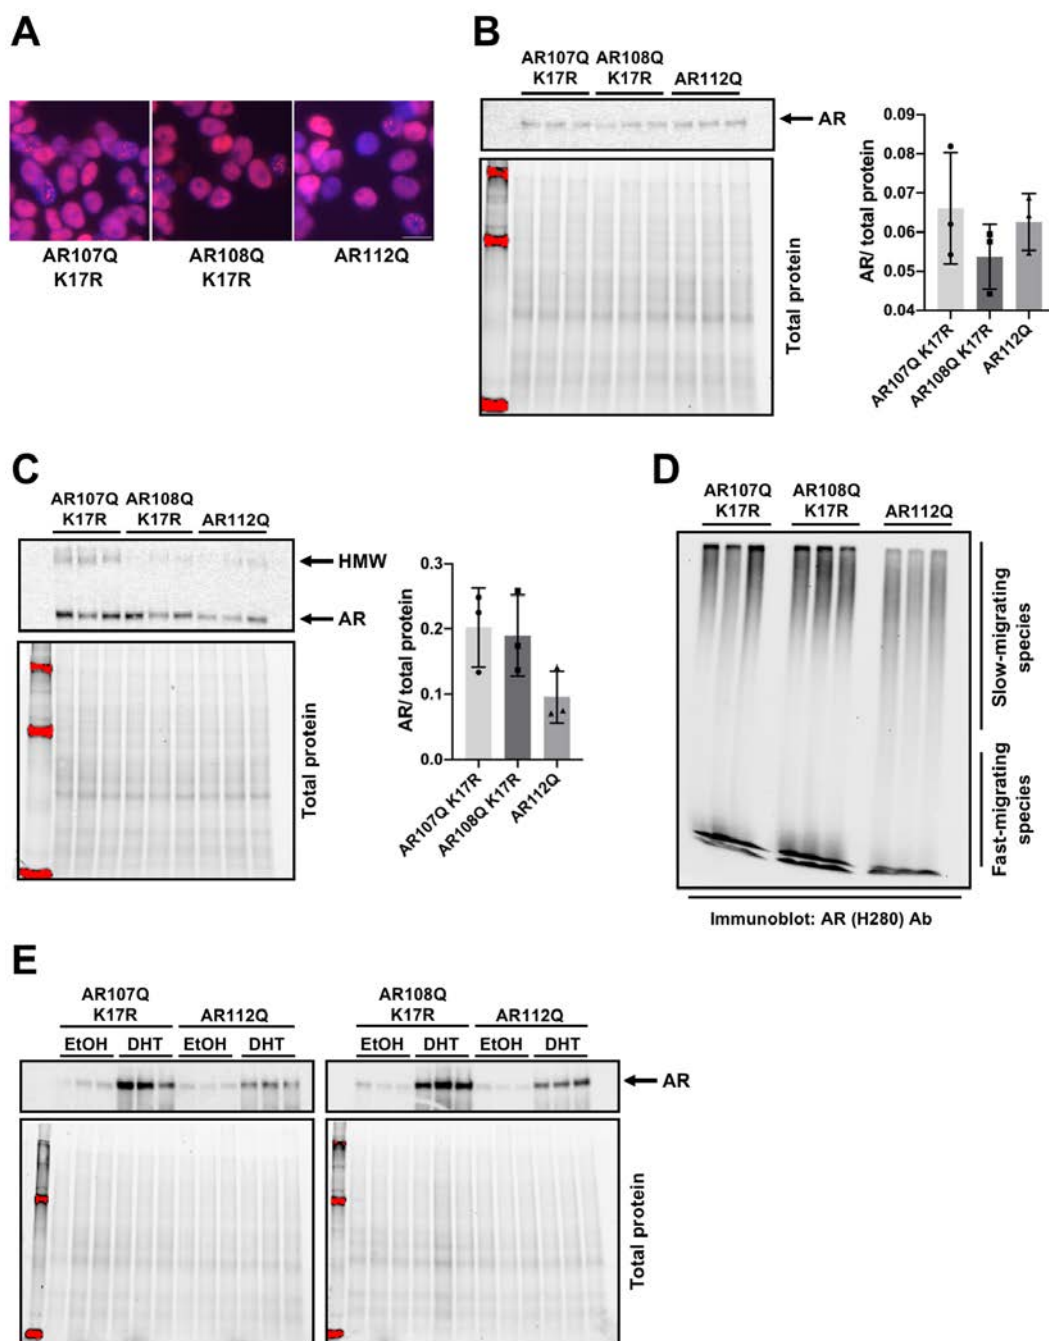 A
AR107Q
K17R
AR108Q
K17R
AR112Q
B
AR107Q
K17R
AR108Q
K17R
AR112Q
AR
Total protein
AR/ total protein
0.09
0.08
0.07
0.06
0.05
0.04
AR107Q K17R
AR108Q K17R
AR112Q
C
AR107Q
K17R
AR108Q
K17R
AR112Q
HMW
AR
Total protein
AR/ total protein
0.3
0.2
0.1
0.0
AR107Q K17R
AR108Q K17R
AR112Q
D
AR107Q
K17R
AR108Q
K17R
AR112Q
Slow-migrating
species
Fast-migrating
species
Immunoblot: AR (H280) Ab
E
AR107Q
K17R
AR112Q
EtOH DHT EtOH DHT
AR108Q
K17R
AR112Q
EtOH DHT EtOH DHT
AR
Total protein